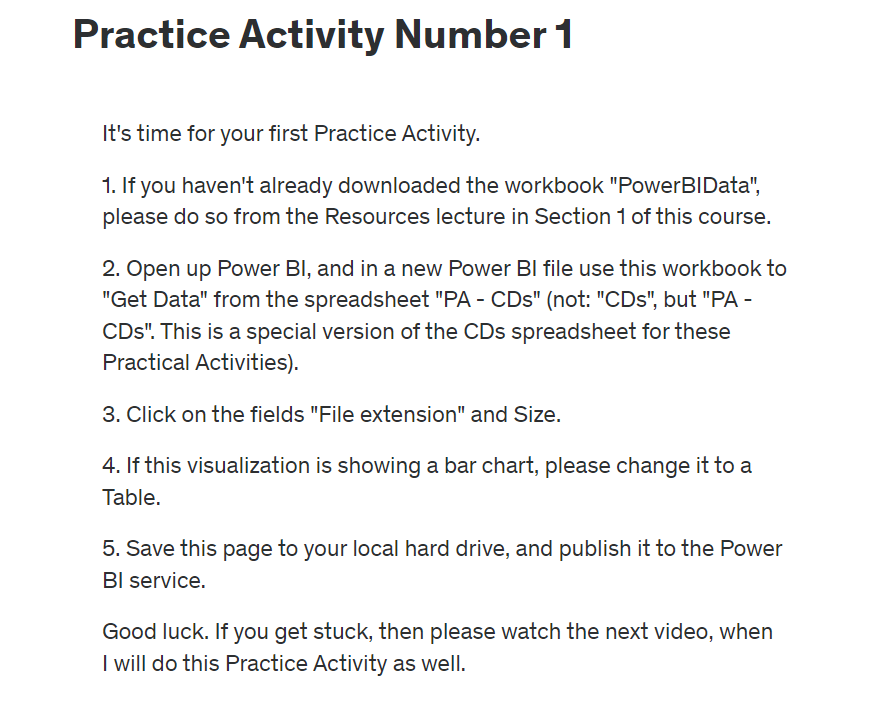 Practice Activity Number 1
It's time for your first Practice Activity.
1. If you haven't already downloaded the workbook "PowerBIData",
please do so from the Resources lecture in Section 1 of this course.
2. Open up Power BI, and in a new Power BI file use this workbook to
"Get Data" from the spreadsheet "PA - CDs" (not: "CDs", but "PA -
CDs". This is a special version of the CDs spreadsheet for these
Practical Activities).
3. Click on the fields "File extension" and Size.
4. If this visualization is showing a bar chart, please change it to a
Table.
5. Save this page to your local hard drive, and publish it to the Power
BI service.
Good luck. If you get stuck, then please watch the next video, when
I will do this Practice Activity as well.